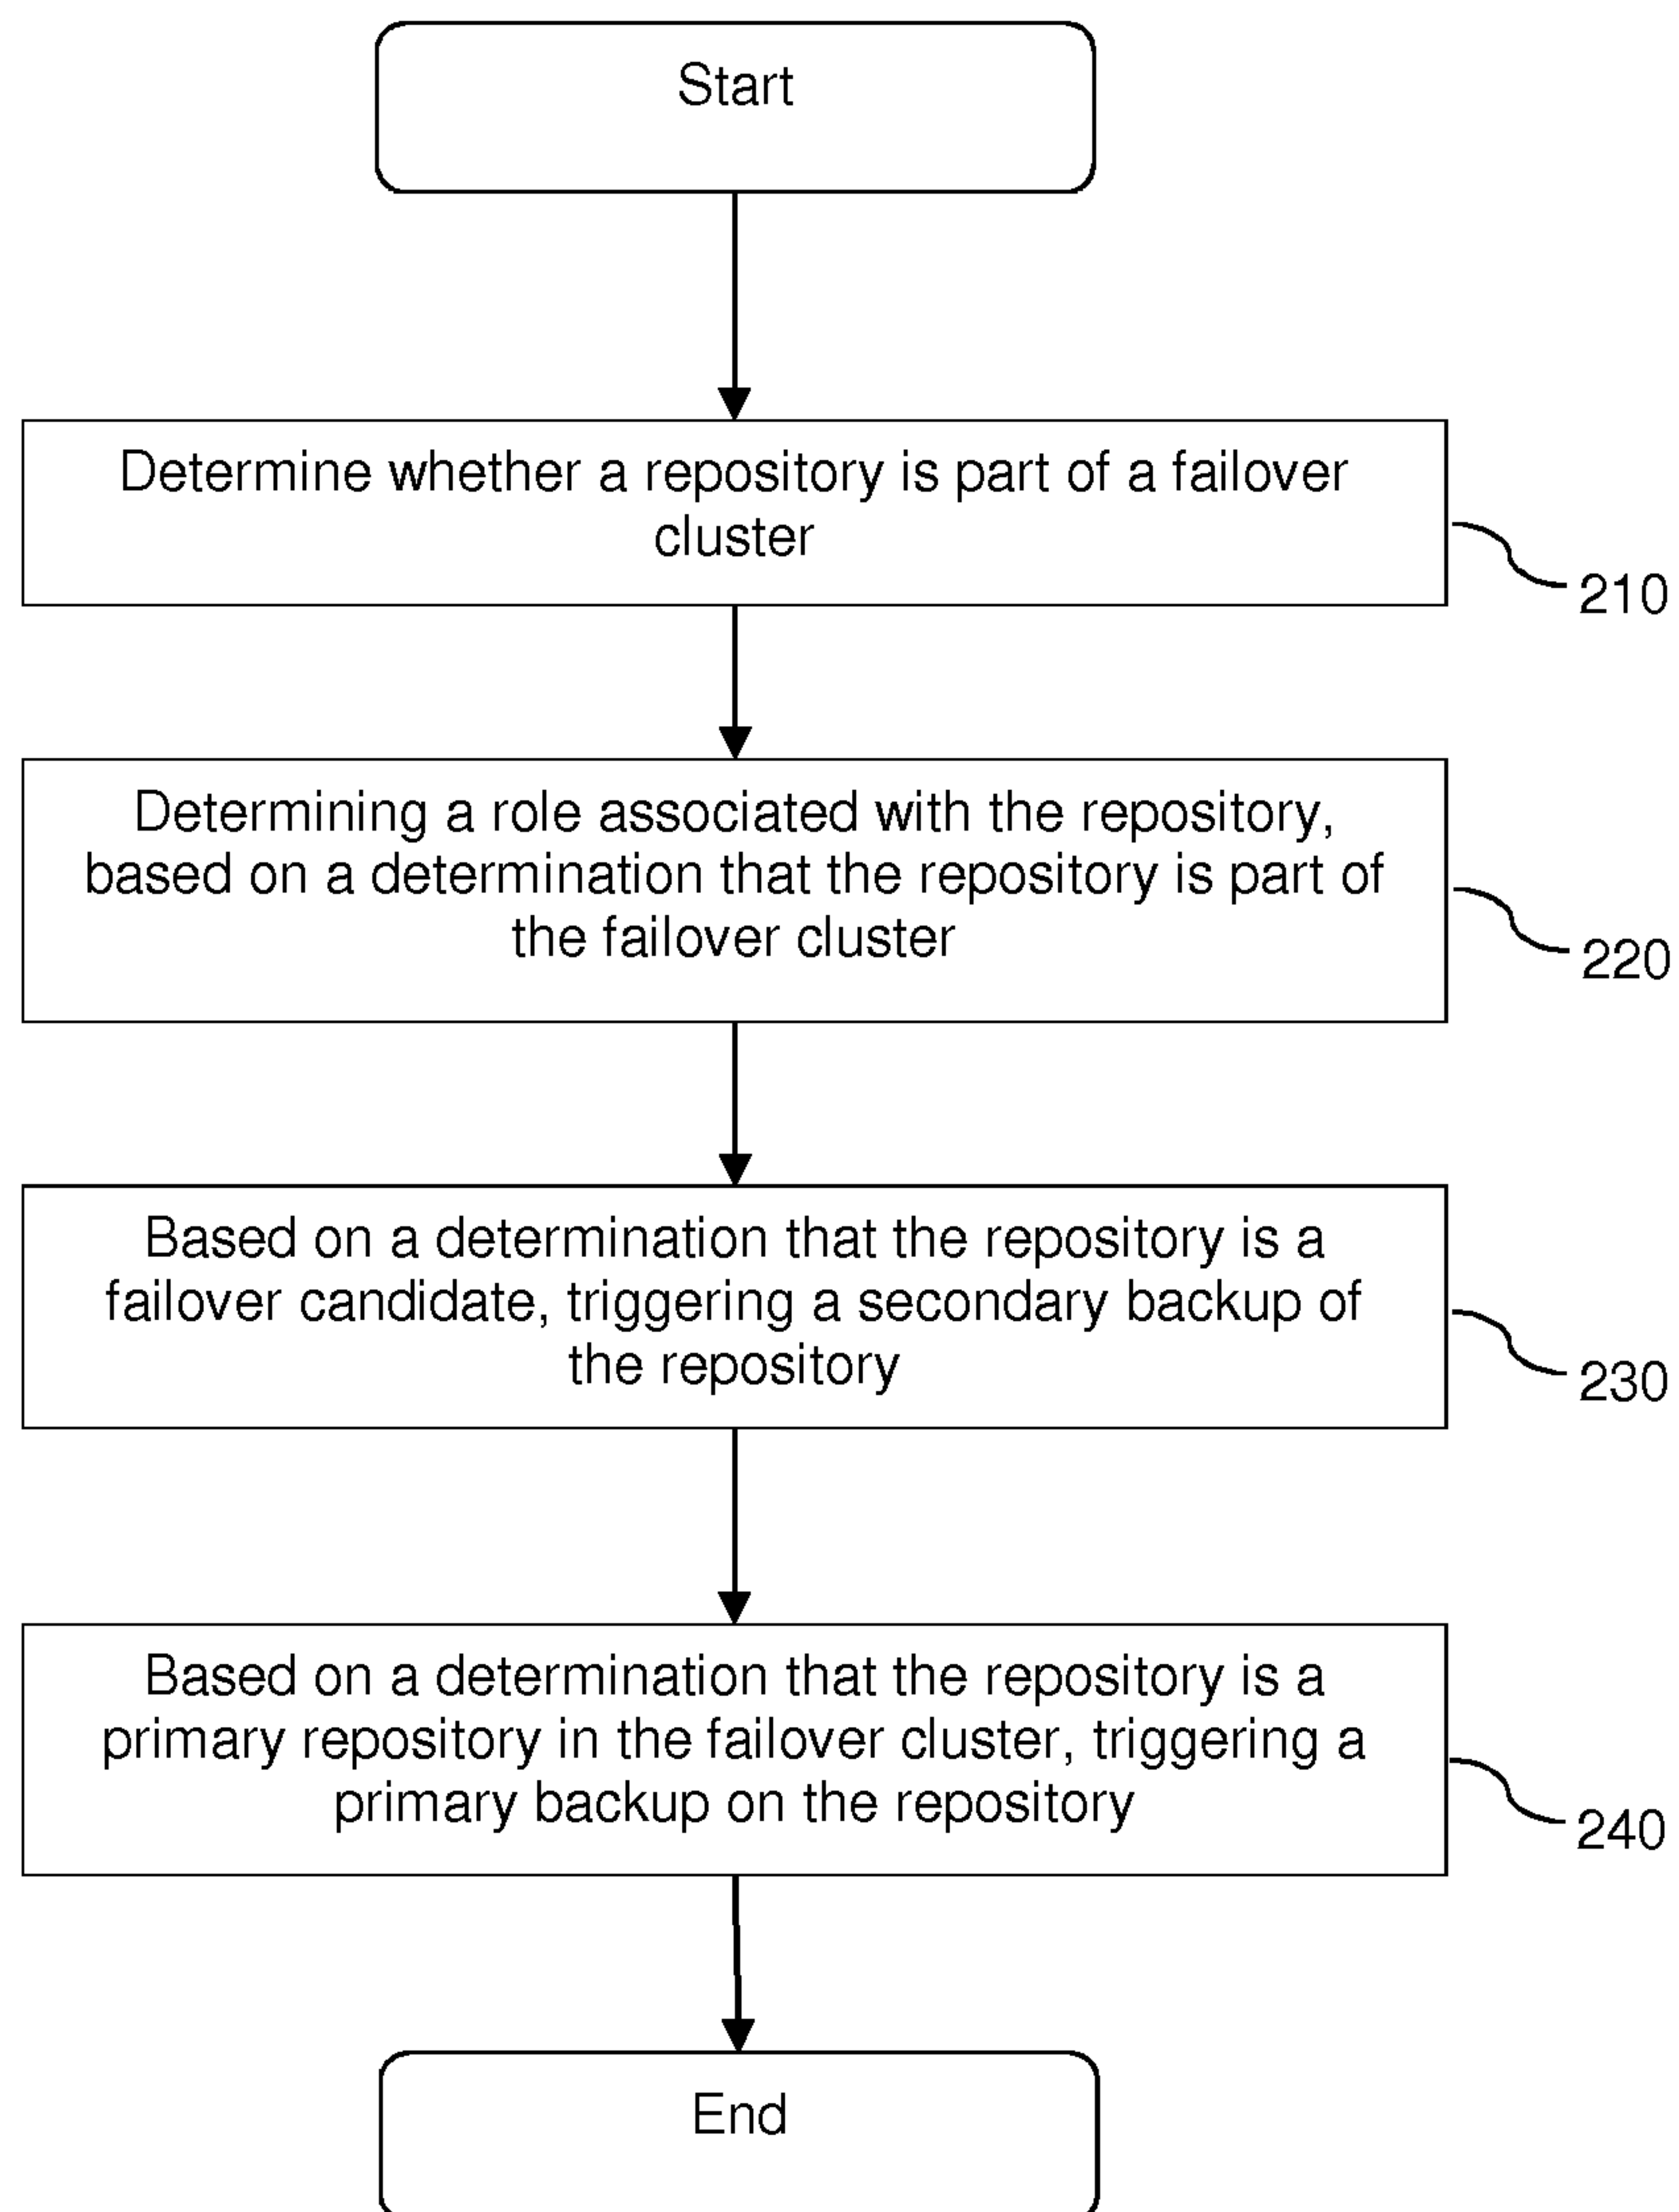 Start
Determine whether a repository is part of a failover
cluster
210
Determining a role associated with the repository,
based on a determination that the repository is part of
the failover cluster
220
Based on a determination that the repository is a
failover candidate, triggering a secondary backup of
the repository
230
Based on a determination that the repository is a
primary repository in the failover cluster, triggering a
primary backup on the repository
240
End